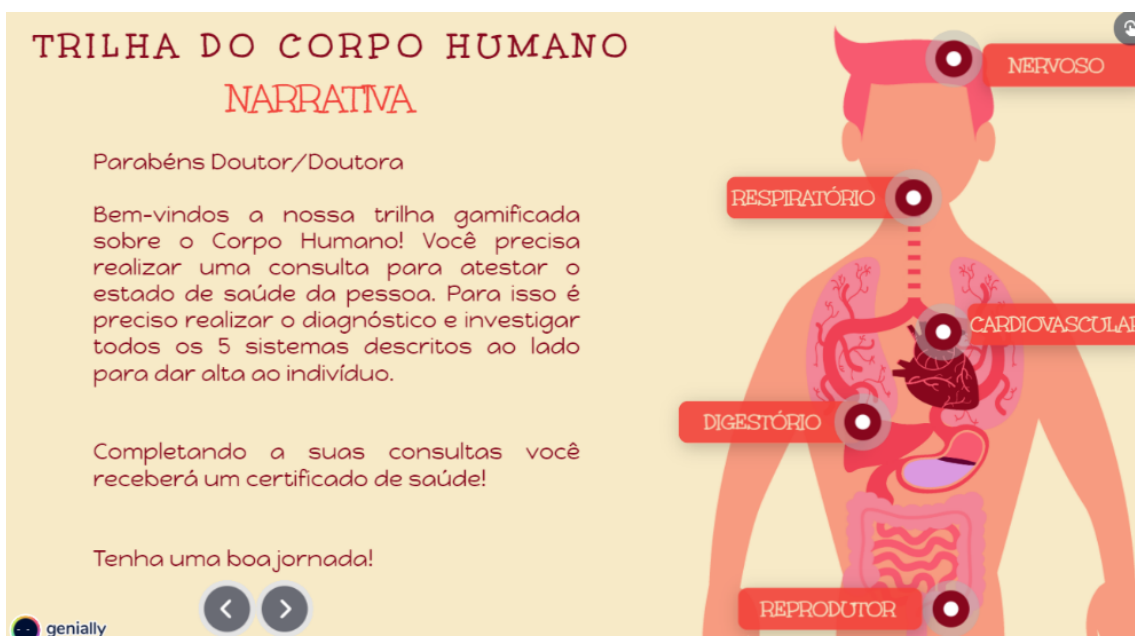 TRILHA DO CORPO HUMANO
NARRATIVA
Parabéns Doutor/Doutora
Bem-vindos a nossa trilha gamificada
sobre o Corpo Humano! Você precisa
realizar uma consulta para atestar o
estado de saúde da pessoa. Para isso é
preciso realizar o diagnóstico e investigar
todos os 5 sistemas descritos ao lado
para dar alta ao indivíduo.
Completando a suas consultas você
receberá um certificado de saúde!
Tenha uma boa jornada!
NERVOSO
RESPIRATÓRIO
CARDIOVASCULAR
DIGESTÓRIO
REPRODUTOR
genially